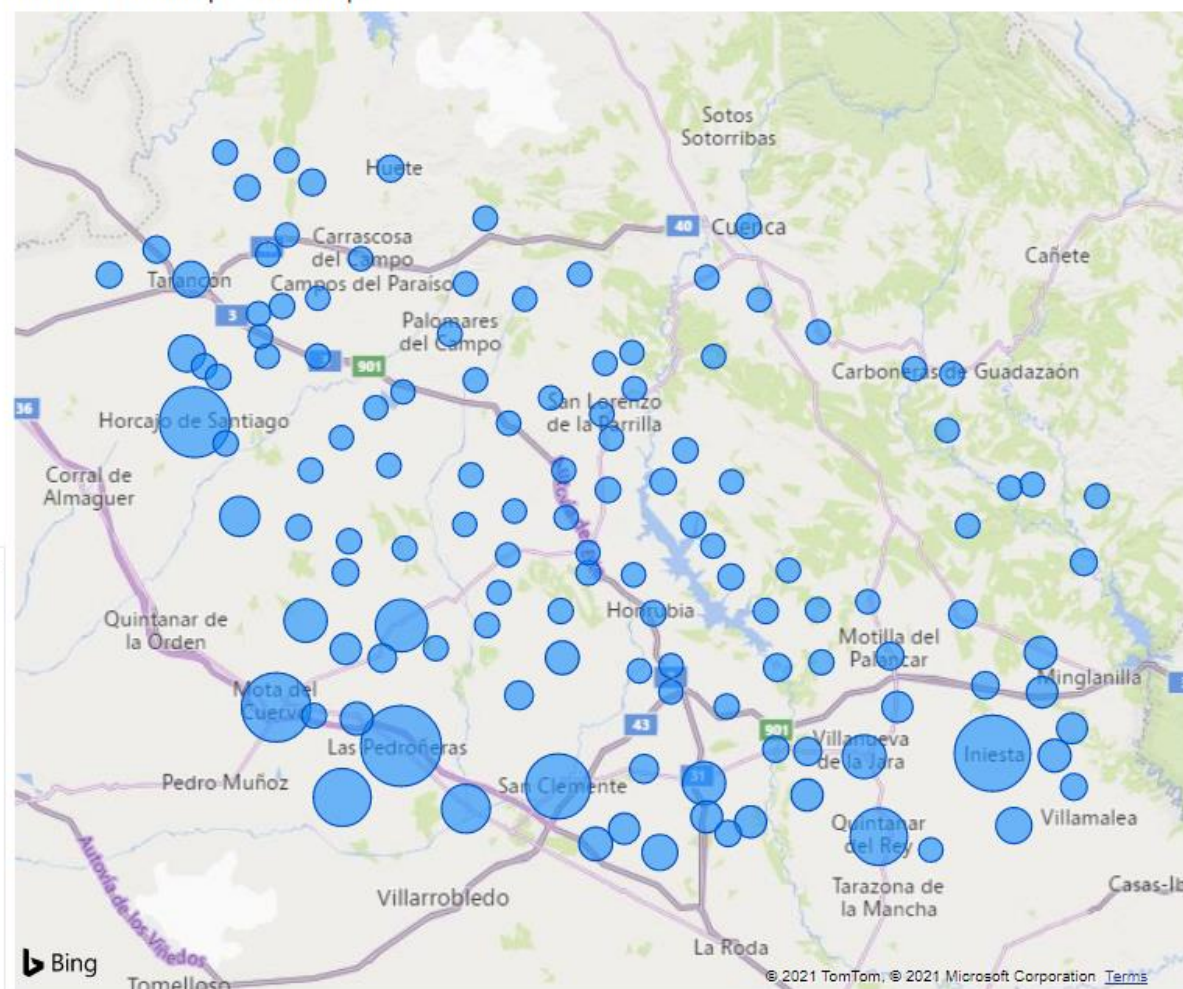 Sotos
Sotorribas
Huete
40
Cuenca
Carrascosa
del Campo
Cañete
Tarancón
Campos del Paraíso
3
Palomares
del Campo
901
Carboneras de Guadazaón
36
San Lorenzo
de la Parrilla
Horcajo de Santiago
Corral de
Almaguer
Quintanar de
la Orden
Honrubia
Motilla del
Palancar
Minglanilla
Mota del
Cuervo
43
901
Las Pedroñeras
Villanueva
de la Jara
Iniesta
Pedro Muñoz
San Clemente
31
Quintanar
del Rey
Villamalea
Autovía de los Viñedos
Villarrobledo
Tarazona de
la Mancha
Casas-Ib
La Roda
Bing
Tomelloso
© 2021 TomTom, © 2021 Microsoft Corporation Terms